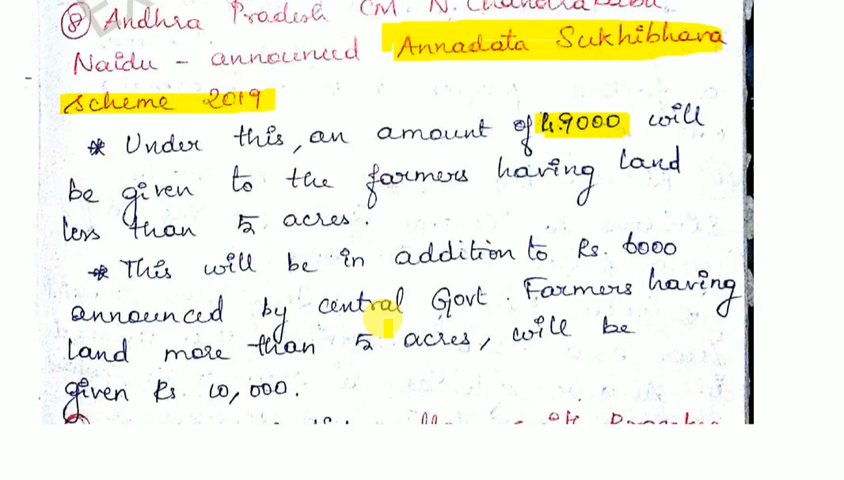 ⑧ Andhra Pradesh CM. N. Chandrababu
Naidu - announced Annadata Sukhibhava
scheme 2019
* Under this, an amount of Rs.9000 will
be given to the farmers having land
less than 5 acres.
* This will be in addition to Rs. 6000
announced by central Govt. Farmers having
land more than 5 acres, will be
given Rs 10,000.